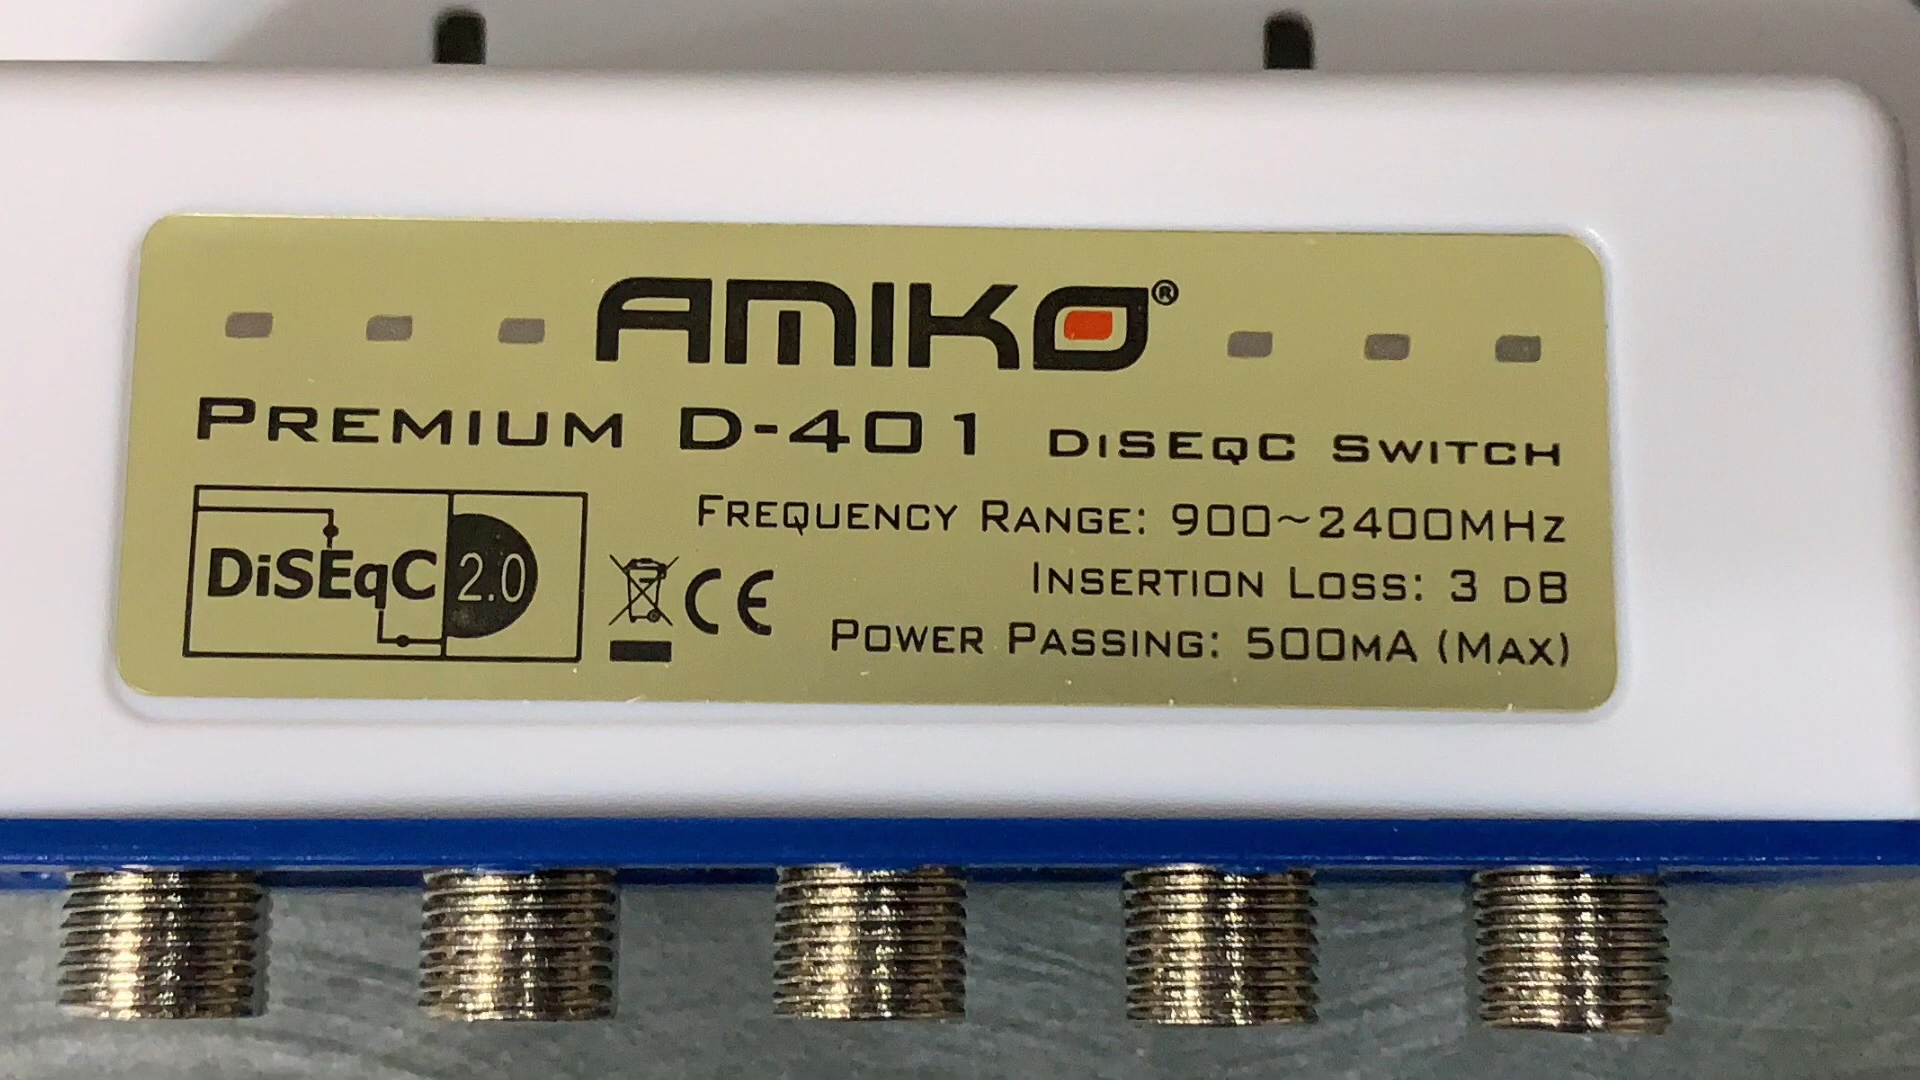 AMIKO®
PREMIUM D-401 DiSEqC SWITCH
FREQUENCY RANGE: 900~2400MHz
DiSEqC 2.0
CE
INSERTION LOSS: 3 dB
POWER PASSING: 500mA (MAX)